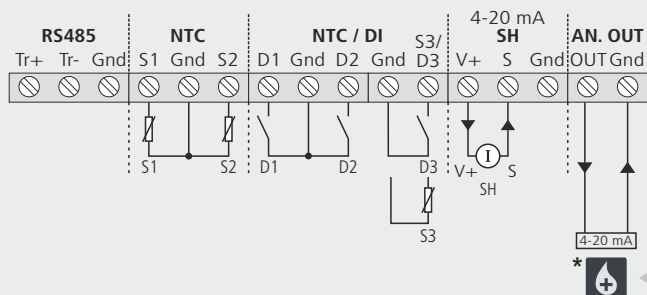 4-20 mA
RS485 NTC NTC / DI S3/ SH AN. OUT
Tr+ Tr- Gnd S1 Gnd S2 D1 Gnd D2 Gnd D3 V+ S Gnd OUT Gnd
S1 S2 D1 D2 D3 V+ I S
SH
S3
4-20 mA
*